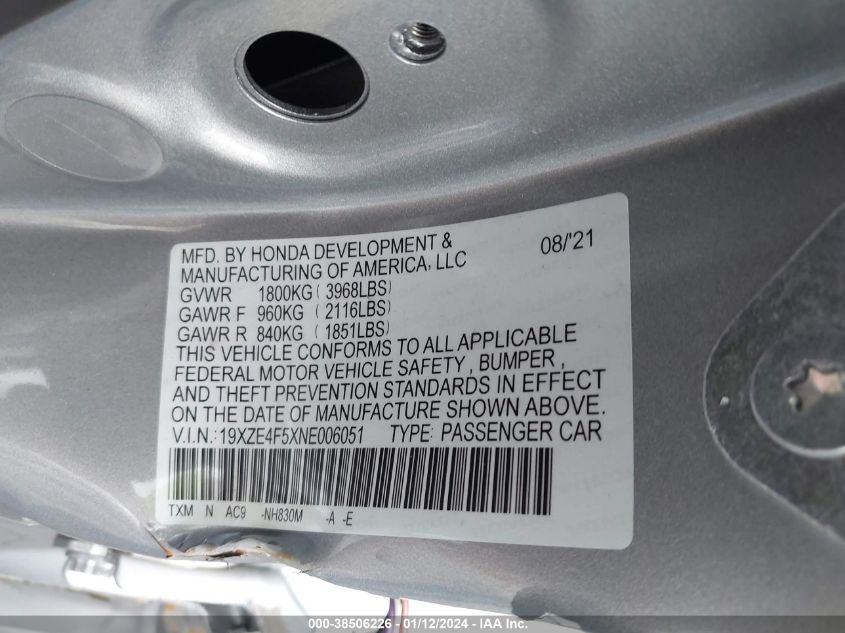 MFD. BY HONDA DEVELOPMENT & 08/'21
MANUFACTURING OF AMERICA, LLC
GVWR 1800KG ( 3968LBS)
GAWR F 960KG ( 2116LBS)
GAWR R 840KG ( 1851LBS)
THIS VEHICLE CONFORMS TO ALL APPLICABLE
FEDERAL MOTOR VEHICLE SAFETY , BUMPER ,
AND THEFT PREVENTION STANDARDS IN EFFECT
ON THE DATE OF MANUFACTURE SHOWN ABOVE.
V.I.N.: 19XZE4F5XNE006051 TYPE: PASSENGER CAR
TXM N AC9 -NH830M -A -E
000-38506226 - 01/12/2024 - IAA Inc.